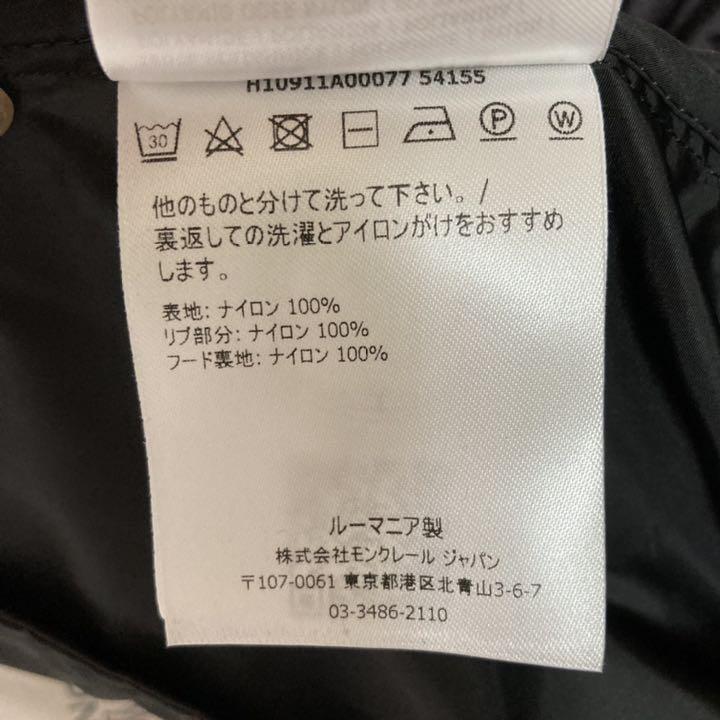 H10911A00077 54155
30
P
W
他のものと分けて洗って下さい。/
裏返しての洗濯とアイロンがけをおすすめ
します。
表地: ナイロン 100%
リブ部分: ナイロン 100%
フード裏地: ナイロン 100%
ルーマニア製
株式会社モンクレール ジャパン
〒107-0061 東京都港区北青山3-6-7
03-3486-2110